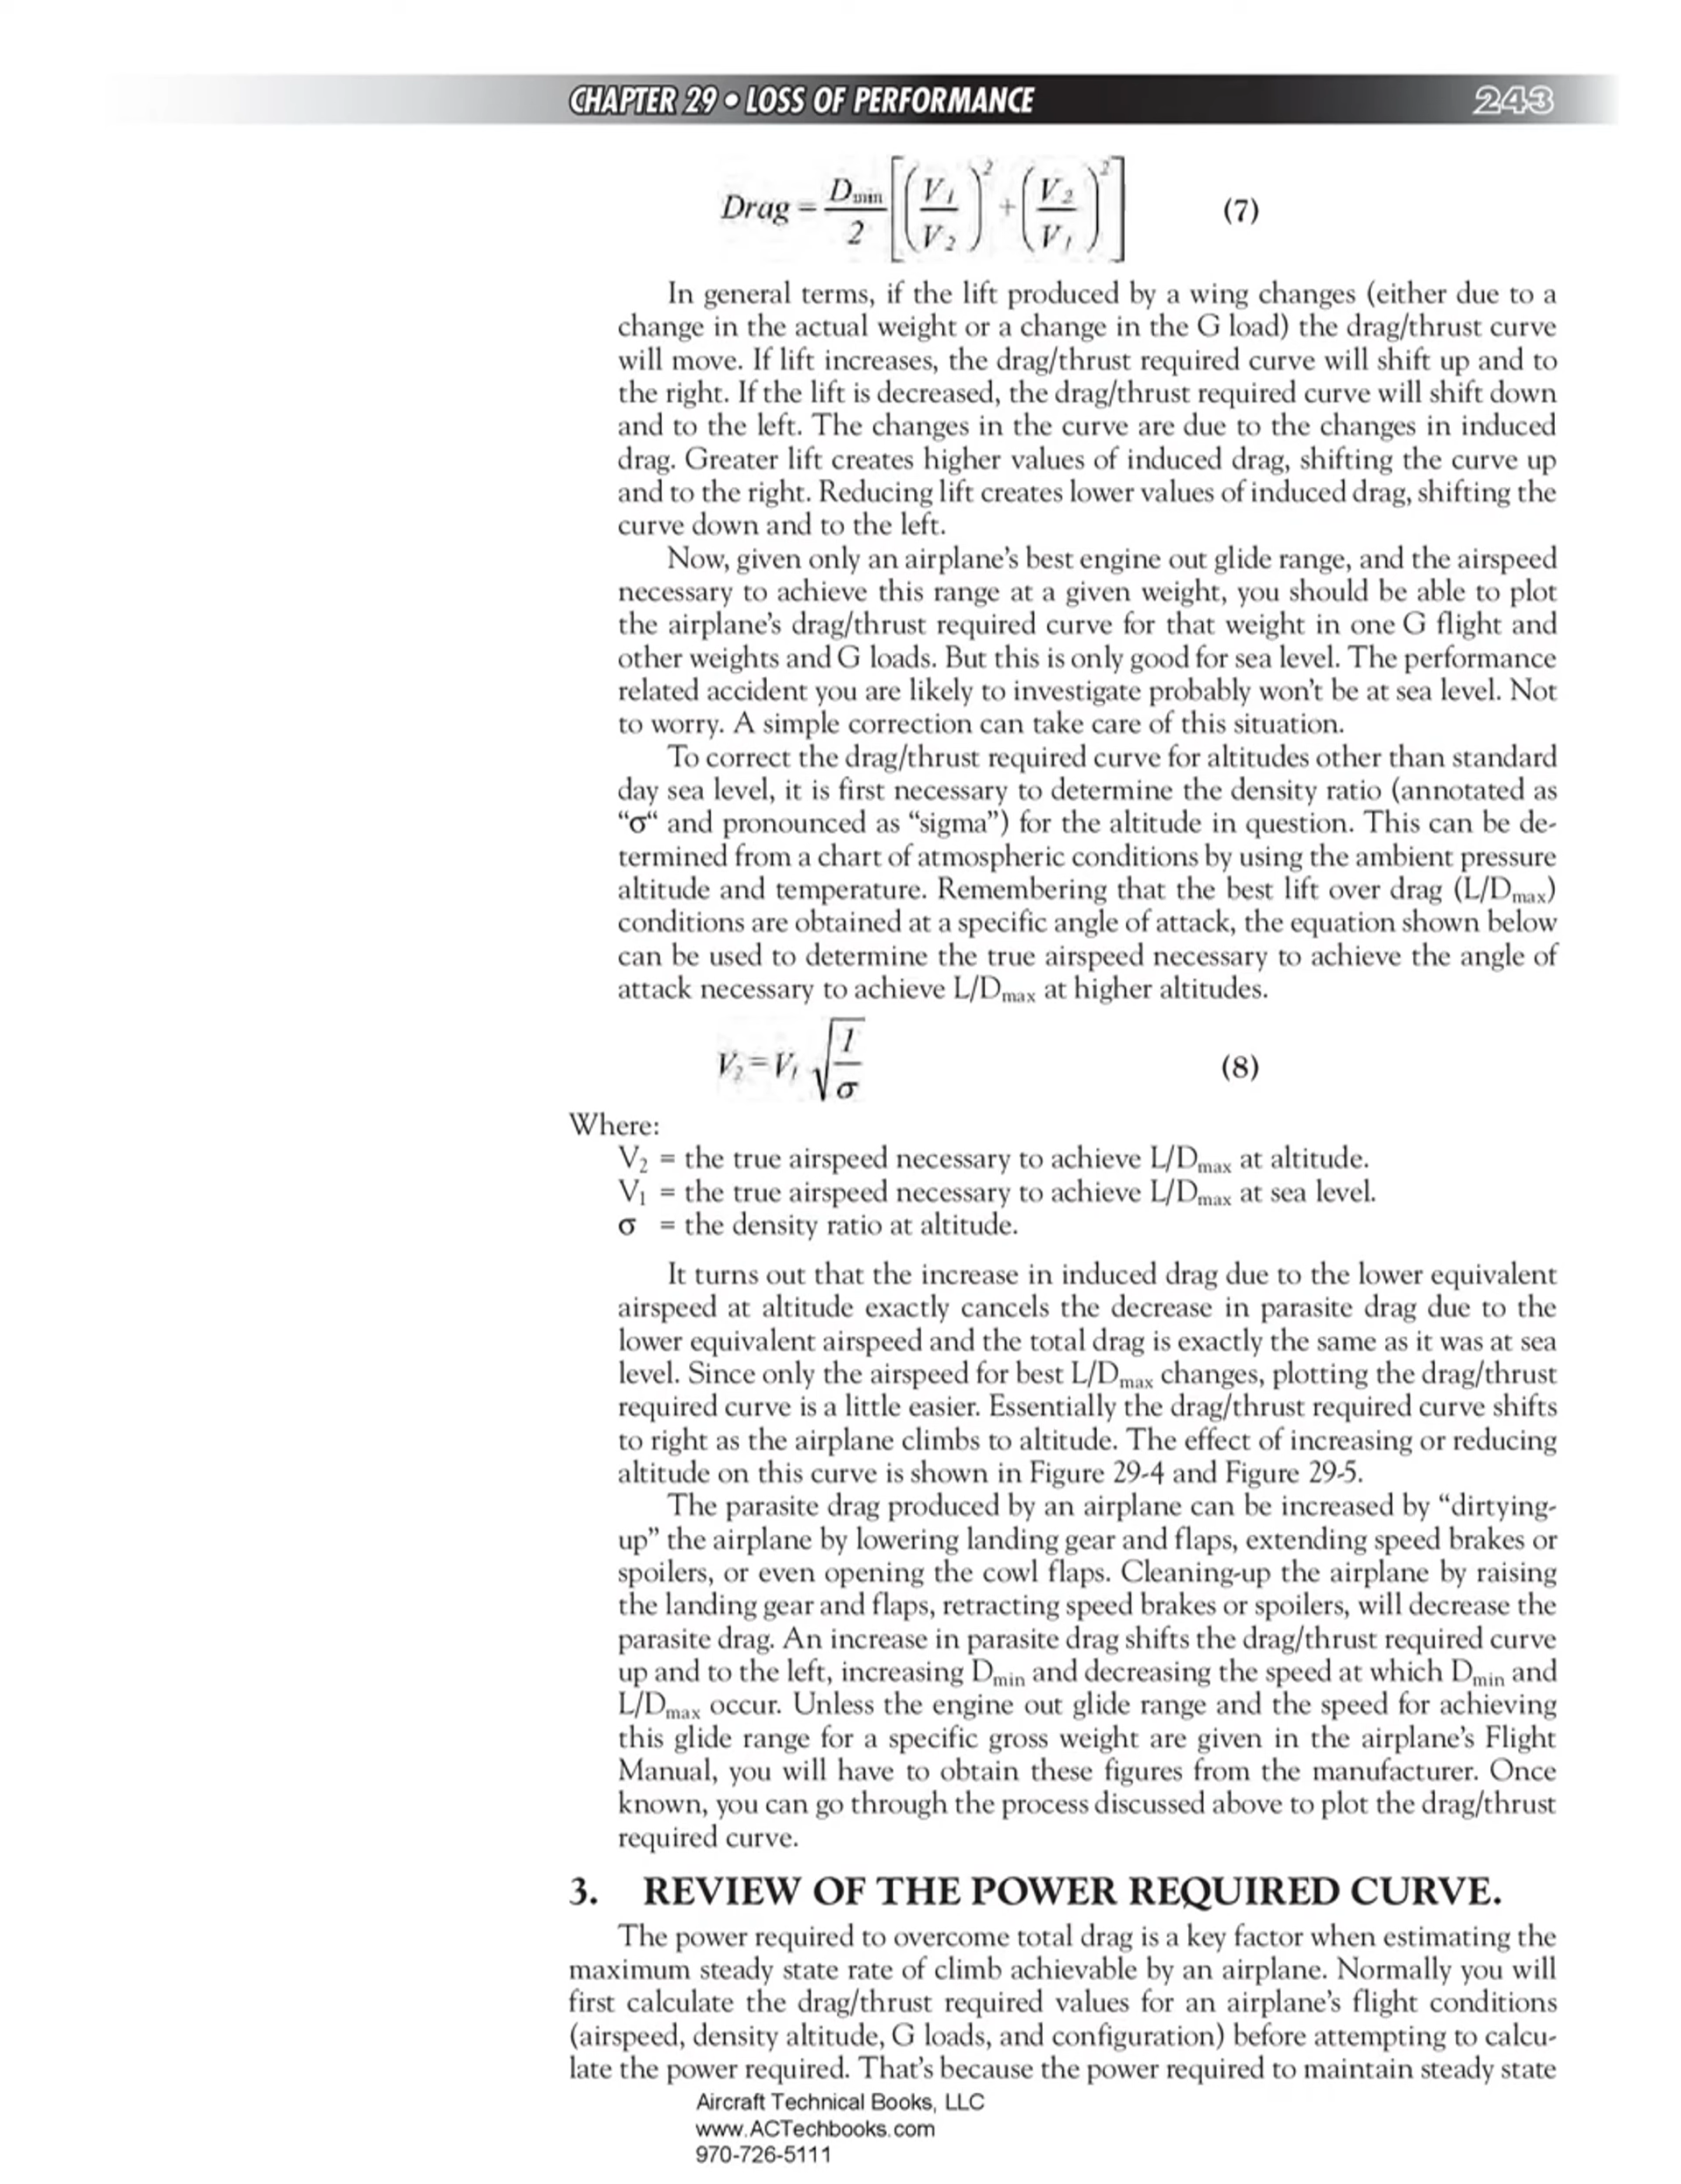 CHAPTER 29 • LOSS OF PERFORMANCE 243
Drag = D_min / 2 [ ( V_1 / V_2 )^2 + ( V_2 / V_1 )^2 ] (7)
In general terms, if the lift produced by a wing changes (either due to a
change in the actual weight or a change in the G load) the drag/thrust curve
will move. If lift increases, the drag/thrust required curve will shift up and to
the right. If the lift is decreased, the drag/thrust required curve will shift down
and to the left. The changes in the curve are due to the changes in induced
drag. Greater lift creates higher values of induced drag, shifting the curve up
and to the right. Reducing lift creates lower values of induced drag, shifting the
curve down and to the left.
Now, given only an airplane’s best engine out glide range, and the airspeed
necessary to achieve this range at a given weight, you should be able to plot
the airplane’s drag/thrust required curve for that weight in one G flight and
other weights and G loads. But this is only good for sea level. The performance
related accident you are likely to investigate probably won’t be at sea level. Not
to worry. A simple correction can take care of this situation.
To correct the drag/thrust required curve for altitudes other than standard
day sea level, it is first necessary to determine the density ratio (annotated as
“σ“ and pronounced as “sigma”) for the altitude in question. This can be de-
termined from a chart of atmospheric conditions by using the ambient pressure
altitude and temperature. Remembering that the best lift over drag (L/Dmax)
conditions are obtained at a specific angle of attack, the equation shown below
can be used to determine the true airspeed necessary to achieve the angle of
attack necessary to achieve L/Dmax at higher altitudes.
V₂ = V₁ √(1/σ) (8)
Where:
V₂ = the true airspeed necessary to achieve L/Dmax at altitude.
V₁ = the true airspeed necessary to achieve L/Dmax at sea level.
σ = the density ratio at altitude.
It turns out that the increase in induced drag due to the lower equivalent
airspeed at altitude exactly cancels the decrease in parasite drag due to the
lower equivalent airspeed and the total drag is exactly the same as it was at sea
level. Since only the airspeed for best L/Dmax changes, plotting the drag/thrust
required curve is a little easier. Essentially the drag/thrust required curve shifts
to right as the airplane climbs to altitude. The effect of increasing or reducing
altitude on this curve is shown in Figure 29-4 and Figure 29-5.
The parasite drag produced by an airplane can be increased by “dirtying-
up” the airplane by lowering landing gear and flaps, extending speed brakes or
spoilers, or even opening the cowl flaps. Cleaning-up the airplane by raising
the landing gear and flaps, retracting speed brakes or spoilers, will decrease the
parasite drag. An increase in parasite drag shifts the drag/thrust required curve
up and to the left, increasing Dmin and decreasing the speed at which Dmin and
L/Dmax occur. Unless the engine out glide range and the speed for achieving
this glide range for a specific gross weight are given in the airplane’s Flight
Manual, you will have to obtain these figures from the manufacturer. Once
known, you can go through the process discussed above to plot the drag/thrust
required curve.
3. REVIEW OF THE POWER REQUIRED CURVE.
The power required to overcome total drag is a key factor when estimating the
maximum steady state rate of climb achievable by an airplane. Normally you will
first calculate the drag/thrust required values for an airplane’s flight conditions
(airspeed, density altitude, G loads, and configuration) before attempting to calcu-
late the power required. That’s because the power required to maintain steady state
Aircraft Technical Books, LLC
www.ACTechbooks.com
970-726-5111